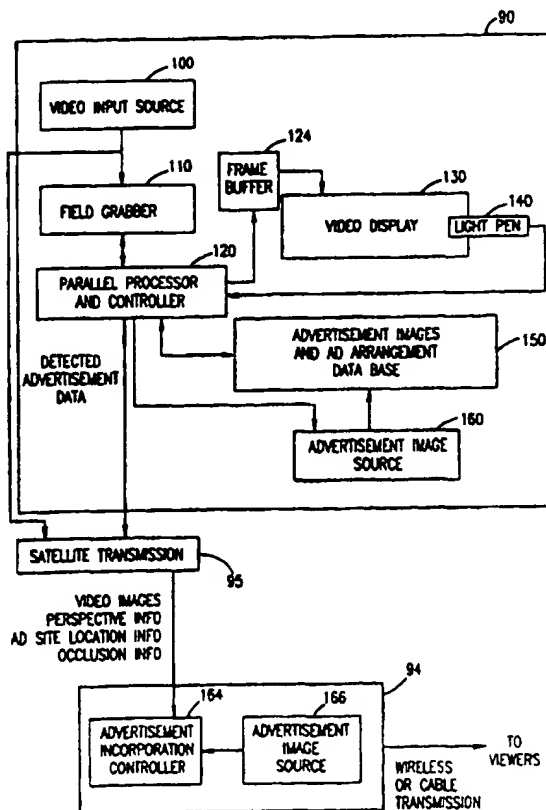 90
100
VIDEO INPUT SOURCE
110
FIELD GRABBER
124
FRAME
BUFFER
130
VIDEO DISPLAY
140
LIGHT PEN
120
PARALLEL PROCESSOR
AND CONTROLLER
DETECTED
ADVERTISEMENT
DATA
150
ADVERTISEMENT IMAGES
AND AD ARRANGEMENT
DATA BASE
160
ADVERTISEMENT IMAGE
SOURCE
SATELLITE TRANSMISSION
95
VIDEO IMAGES
PERSPECTIVE INFO
AD SITE LOCATION INFO
OCCLUSION INFO
94
164
ADVERTISEMENT
INCORPORATION
CONTROLLER
166
ADVERTISEMENT
IMAGE
SOURCE
TO
VIEWERS
WIRELESS
OR CABLE
TRANSMISSION